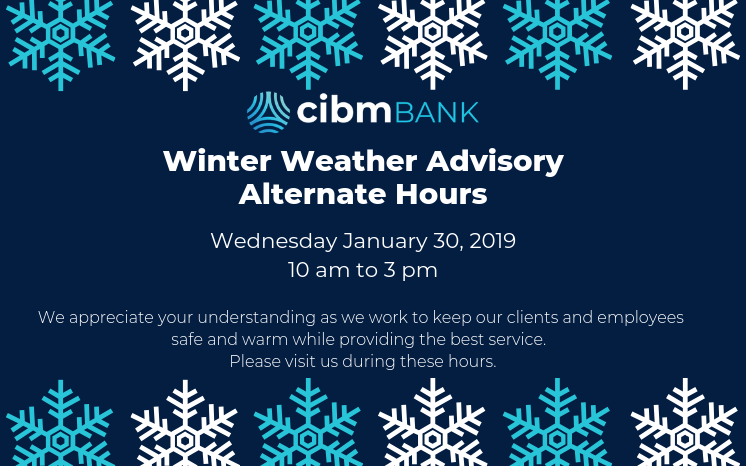 cibm BANK
Winter Weather Advisory
Alternate Hours
Wednesday January 30, 2019
10 am to 3 pm
We appreciate your understanding as we work to keep our clients and employees
safe and warm while providing the best service.
Please visit us during these hours.